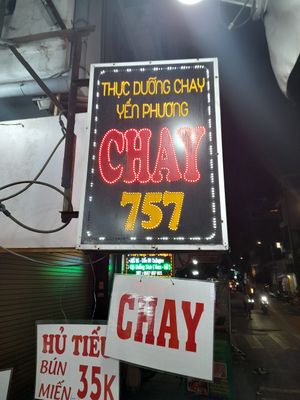 THỰC DƯỠNG CHAY
YẾN PHƯƠNG
CHAY
757
CHAY
HỦ TIẾU
BÚN
MIẾN 35K